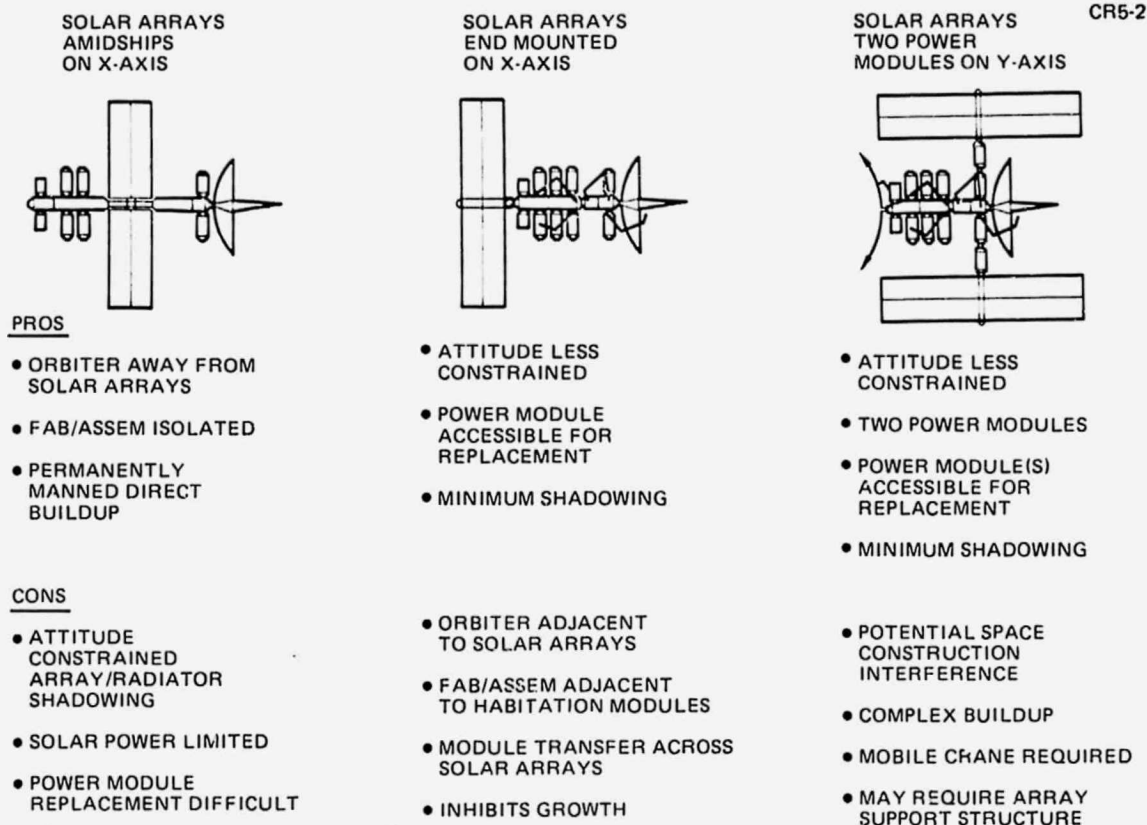 CR5-2
SOLAR ARRAYS
AMIDSHIPS
ON X-AXIS
SOLAR ARRAYS
END MOUNTED
ON X-AXIS
SOLAR ARRAYS
TWO POWER
MODULES ON Y-AXIS
PROS
• ORBITER AWAY FROM
SOLAR ARRAYS
• FAB/ASSEM ISOLATED
• PERMANENTLY
MANNED DIRECT
BUILDUP
• ATTITUDE LESS
CONSTRAINED
• POWER MODULE
ACCESSIBLE FOR
REPLACEMENT
• MINIMUM SHADOWING
• ATTITUDE LESS
CONSTRAINED
• TWO POWER MODULES
• POWER MODULE(S)
ACCESSIBLE FOR
REPLACEMENT
• MINIMUM SHADOWING
CONS
• ATTITUDE
CONSTRAINED
ARRAY/RADIATOR
SHADOWING
• SOLAR POWER LIMITED
• POWER MODULE
REPLACEMENT DIFFICULT
• ORBITER ADJACENT
TO SOLAR ARRAYS
• FAB/ASSEM ADJACENT
TO HABITATION MODULES
• MODULE TRANSFER ACROSS
SOLAR ARRAYS
• INHIBITS GROWTH
• POTENTIAL SPACE
CONSTRUCTION
INTERFERENCE
• COMPLEX BUILDUP
• MOBILE CRANE REQUIRED
• MAY REQUIRE ARRAY
SUPPORT STRUCTURE